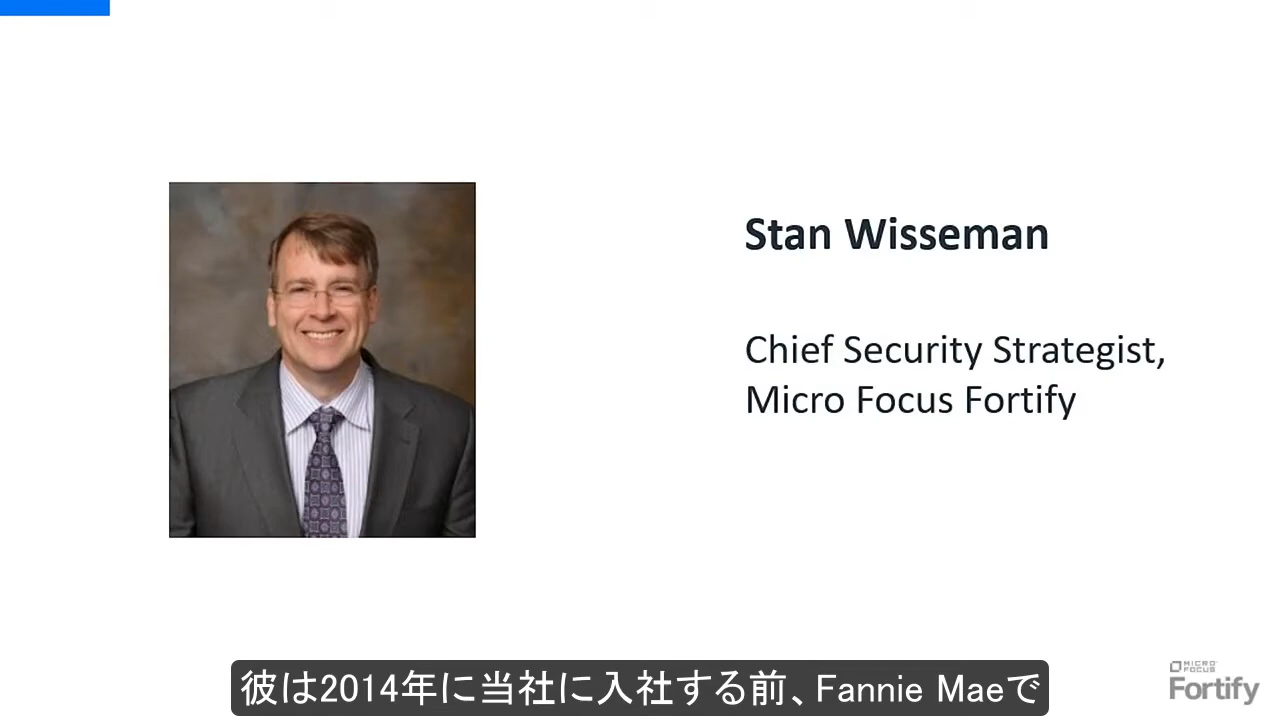 Stan Wisseman
Chief Security Strategist,
Micro Focus Fortify
彼は2014年に当社に入社する前、Fannie Maeで
MICRO
FOCUS
Fortify